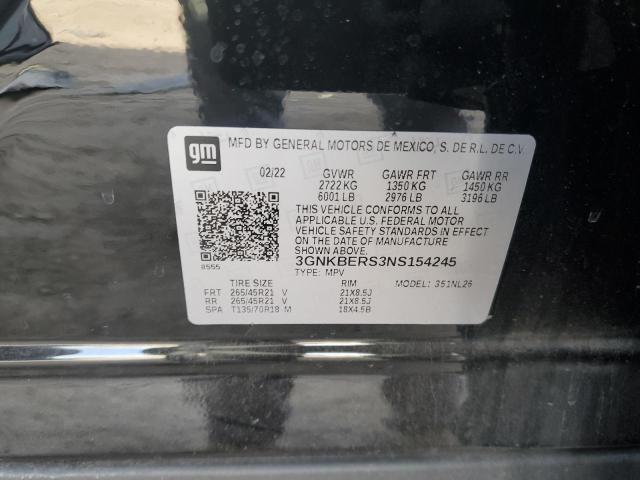 gm
MFD BY GENERAL MOTORS DE MEXICO, S. DE R.L. DE C.V.
02/22 GVWR GAWR FRT GAWR RR
2722 KG 1350 KG 1450 KG
6001 LB 2976 LB 3196 LB
THIS VEHICLE CONFORMS TO ALL
APPLICABLE U.S. FEDERAL MOTOR
VEHICLE SAFETY STANDARDS IN EFFECT
ON THE DATE OF MANUFACTURE
SHOWN ABOVE.
3GNKBERS3NS154245
8555 TYPE: MPV MODEL: 351NL26
TIRE SIZE RIM
FRT 265/45R21 V 21X8.5J
RR 265/45R21 V 21X8.5J
SPA T135/70R18 M 18X4.5B